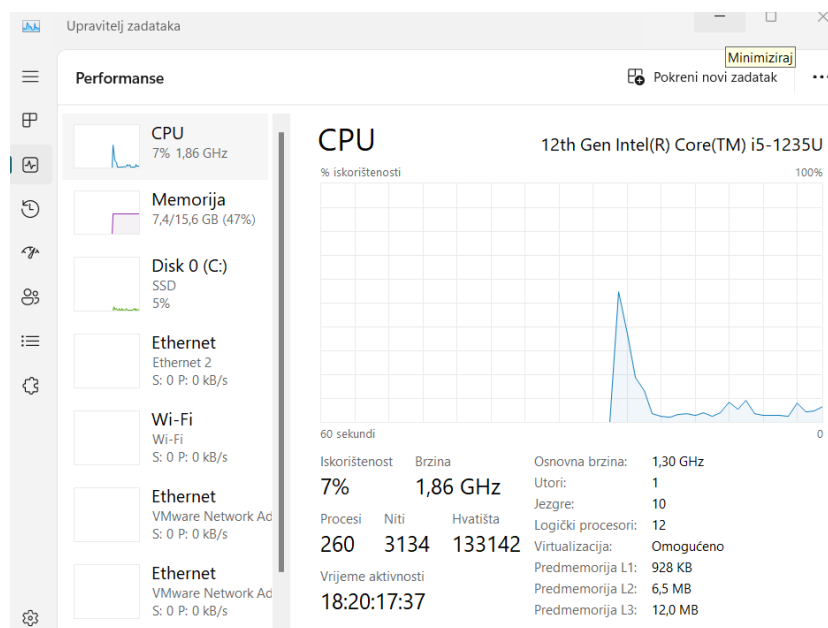 Upravitelj zadataka
Minimiziraj
Performanse
Pokreni novi zadatak
CPU
7% 1,86 GHz
Memorija
7,4/15,6 GB (47%)
Disk 0 (C:)
SSD
5%
Ethernet
Ethernet 2
S: 0 P: 0 kB/s
Wi-Fi
Wi-Fi
S: 0 P: 0 kB/s
Ethernet
VMware Network Ad
S: 0 P: 0 kB/s
Ethernet
VMware Network Ad
S: 0 P: 0 kB/s
CPU
12th Gen Intel(R) Core(TM) i5-1235U
% iskorištenosti 100%
60 sekundi 0
Iskorištenost Brzina
7% 1,86 GHz
Procesi Niti Hvatišta
260 3134 133142
Vrijeme aktivnosti
18:20:17:37
Osnovna brzina: 1,30 GHz
Utori: 1
Jezgre: 10
Logički procesori: 12
Virtualizacija: Omogućeno
Predmemorija L1: 928 KB
Predmemorija L2: 6,5 MB
Predmemorija L3: 12,0 MB